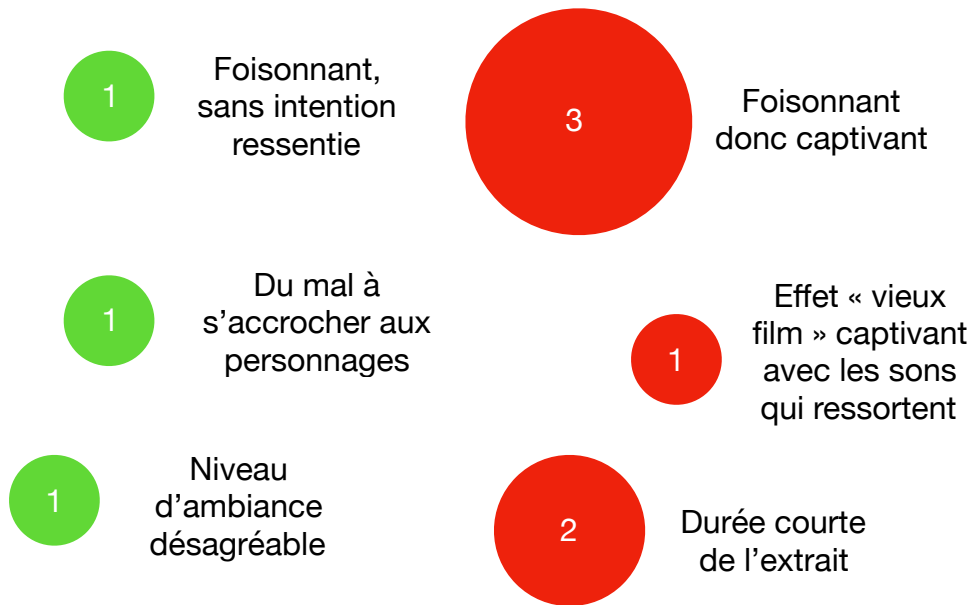 1
Foisonnant,
sans intention
ressentie
3
Foisonnant
donc captivant
1
Du mal à
s’accrocher aux
personnages
1
Effet « vieux
film » captivant
avec les sons
qui ressortent
1
Niveau
d’ambiance
désagréable
2
Durée courte
de l’extrait